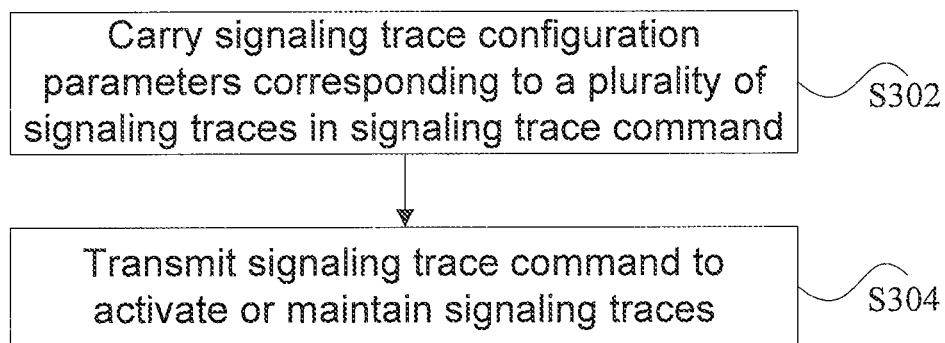 Carry signaling trace configuration
parameters corresponding to a plurality of
signaling traces in signaling trace command
S302
Transmit signaling trace command to
activate or maintain signaling traces
S304